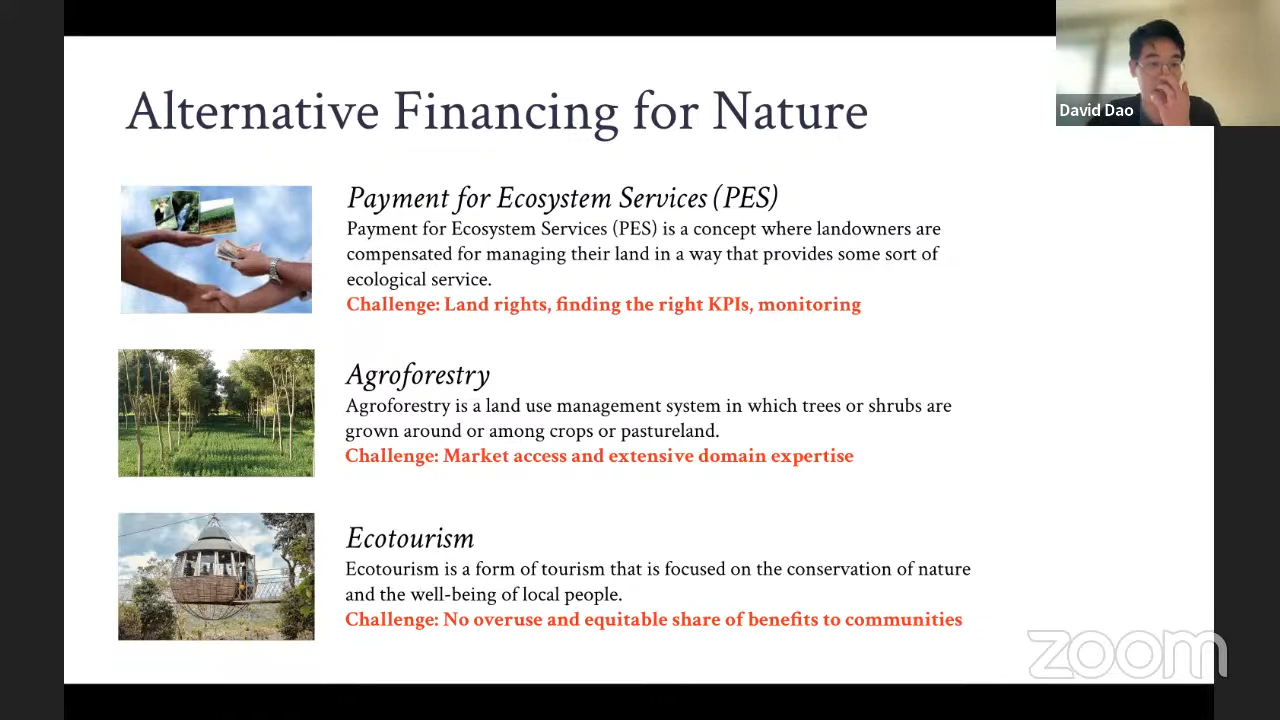 Alternative Financing for Nature
David Dao
Payment for Ecosystem Services (PES)
Payment for Ecosystem Services (PES) is a concept where landowners are
compensated for managing their land in a way that provides some sort of
ecological service.
Challenge: Land rights, finding the right KPIs, monitoring
Agroforestry
Agroforestry is a land use management system in which trees or shrubs are
grown around or among crops or pastureland.
Challenge: Market access and extensive domain expertise
Ecotourism
Ecotourism is a form of tourism that is focused on the conservation of nature
and the well-being of local people.
Challenge: No overuse and equitable share of benefits to communities
zoom